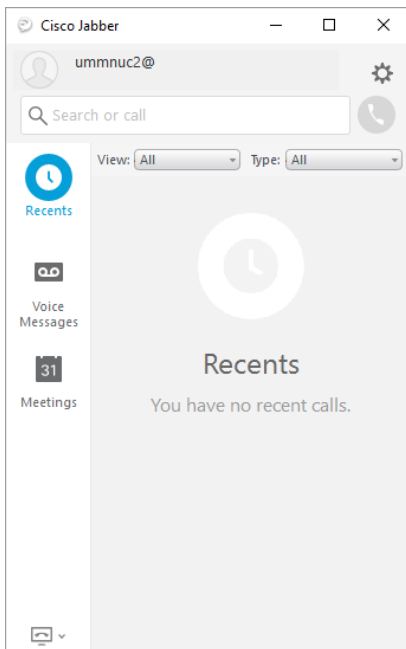 Cisco Jabber
ummnuc2@
Search or call
View: All Type: All
Recents
Voice
Messages
31
Meetings
Recents
You have no recent calls.